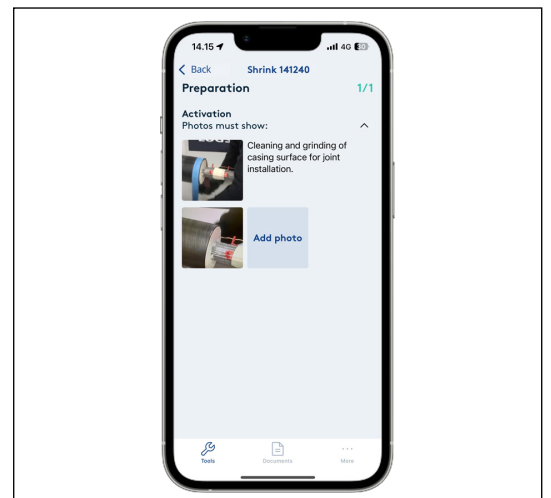 14.15
4G 80
Back
Shrink 141240
Preparation
1/1
Activation
Photos must show:
Cleaning and grinding of
casing surface for joint
installation.
Add photo
Tools
Documents
More